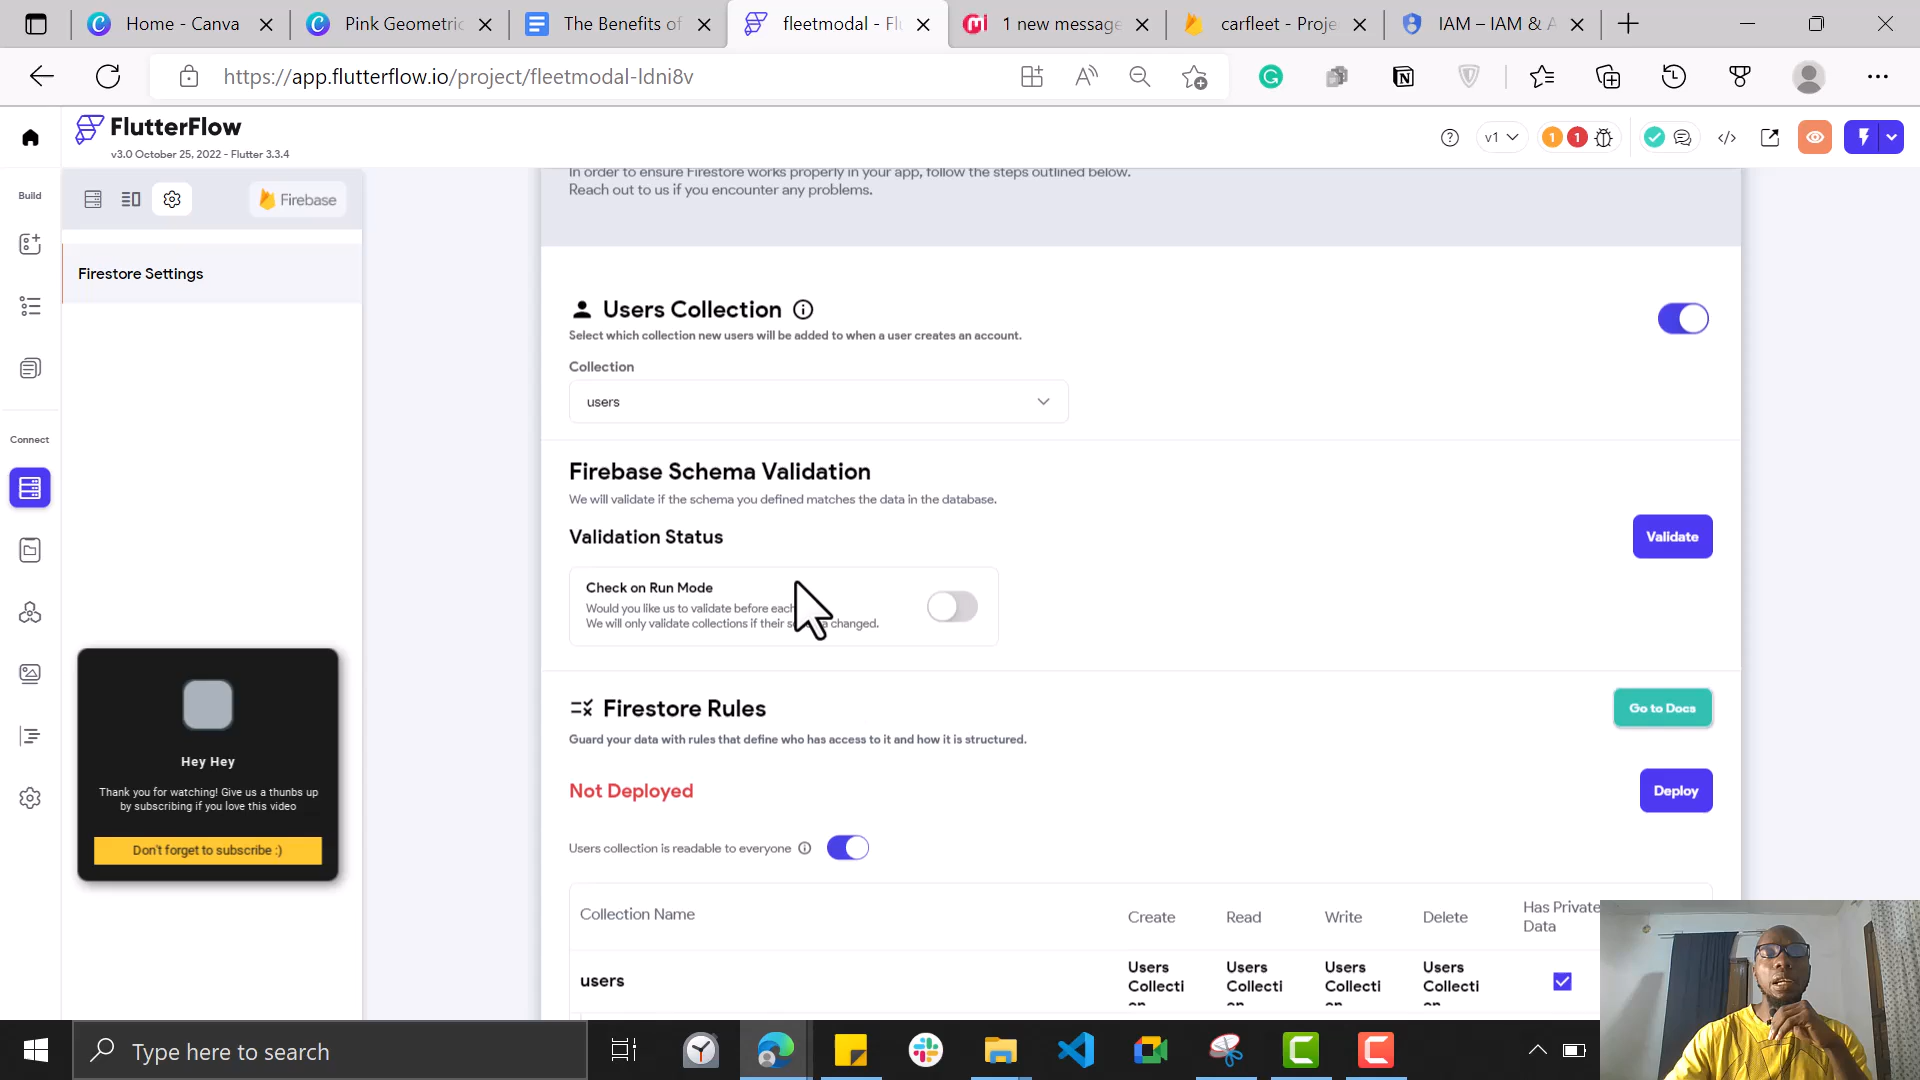 Home - Canva
Pink Geometric
The Benefits of
fleetmodal - Fl
1 new message
carfleet - Proje
IAM – IAM & A
https://app.flutterflow.io/project/fleetmodal-ldni8v
FlutterFlow
v3.0 October 25, 2022 - Flutter 3.3.4
v1
1
1
Build
Connect
Firebase
Firestore Settings
In order to ensure Firestore works properly in your app, follow the steps outlined below.
Reach out to us if you encounter any problems.
Users Collection
Select which collection new users will be added to when a user creates an account.
Collection
users
Firebase Schema Validation
We will validate if the schema you defined matches the data in the database.
Validation Status
Validate
Check on Run Mode
Would you like us to validate before each
We will only validate collections if their changed.
Firestore Rules
Go to Docs
Guard your data with rules that define who has access to it and how it is structured.
Not Deployed
Deploy
Users collection is readable to everyone
Collection Name
Create
Read
Write
Delete
Has Private
Data
users
Users
Collecti
Users
Collecti
Users
Collecti
Users
Collecti
Hey Hey
Thank you for watching! Give us a thunbs up
by subscribing if you love this video
Don't forget to subscribe :)
Type here to search